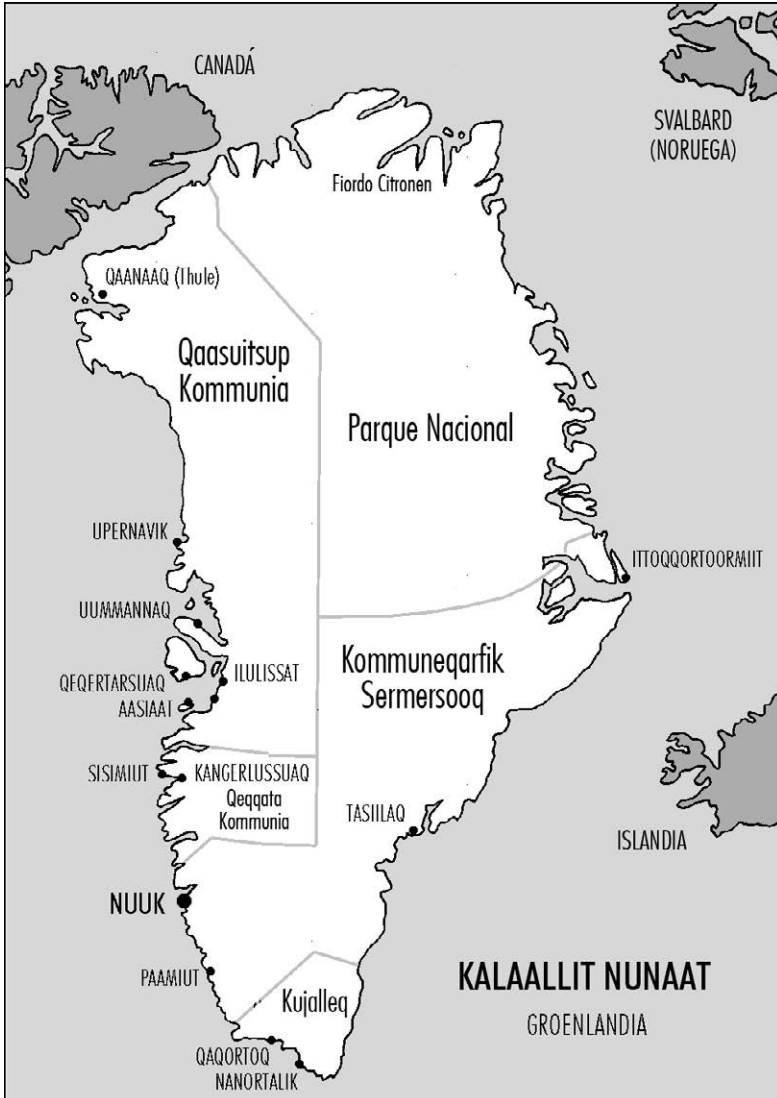 CANADÁ
SVALBARD
(NORUEGA)
Fiordo Citronen
QAANAAQ (Thule)
Qaasuitsup
Kommunia
Parque Nacional
UPERNAVIK
ITTOQQORTOORMIIT
UUMMANNAQ
Kommuneqarfik
Sermersooq
QEQERTARSUAQ
ILULISSAT
AASIAAT
SISIMIUT
KANGERLUSSUAQ
Qeqqata
Kommunia
TASIILAQ
ISLANDIA
NUUK
PAAMIUT
KALAALLIT NUNAAT
Kujalleq
GROENLANDIA
QAQORTOQ
NANORTALIK